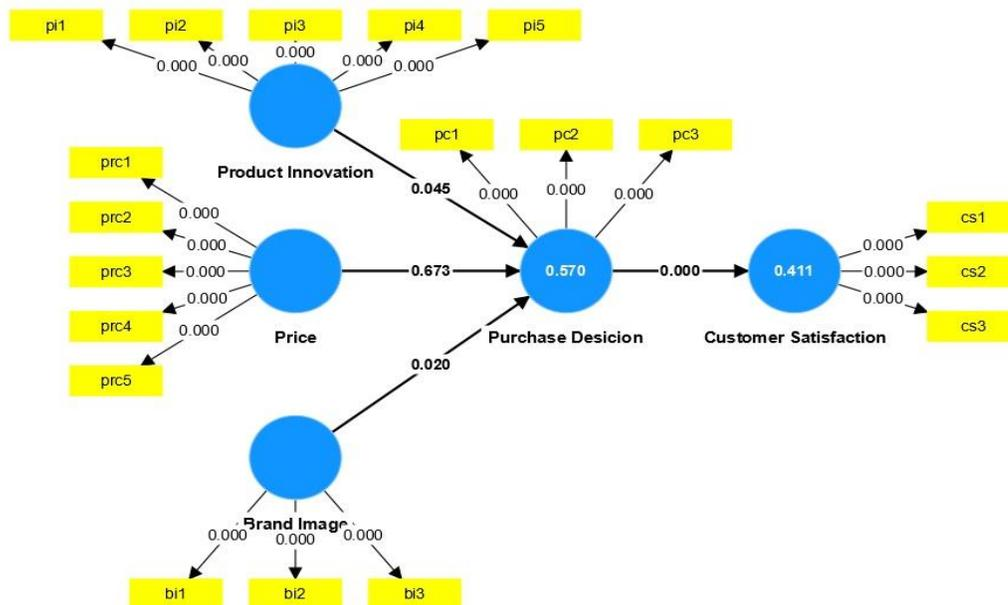 pi1 pi2 pi3 pi4 pi5
0.000 0.000 0.000 0.000 0.000
Product Innovation
pc1 pc2 pc3
0.000 0.000 0.000
prc1
prc2
prc3
prc4
prc5
0.000
0.000
0.000
0.000
0.000
Price
0.045
0.673
0.020
0.570
Purchase Desicion
0.000
0.411
Customer Satisfaction
0.000
0.000
0.000
cs1
cs2
cs3
Brand Image
0.000 0.000 0.000
bi1 bi2 bi3